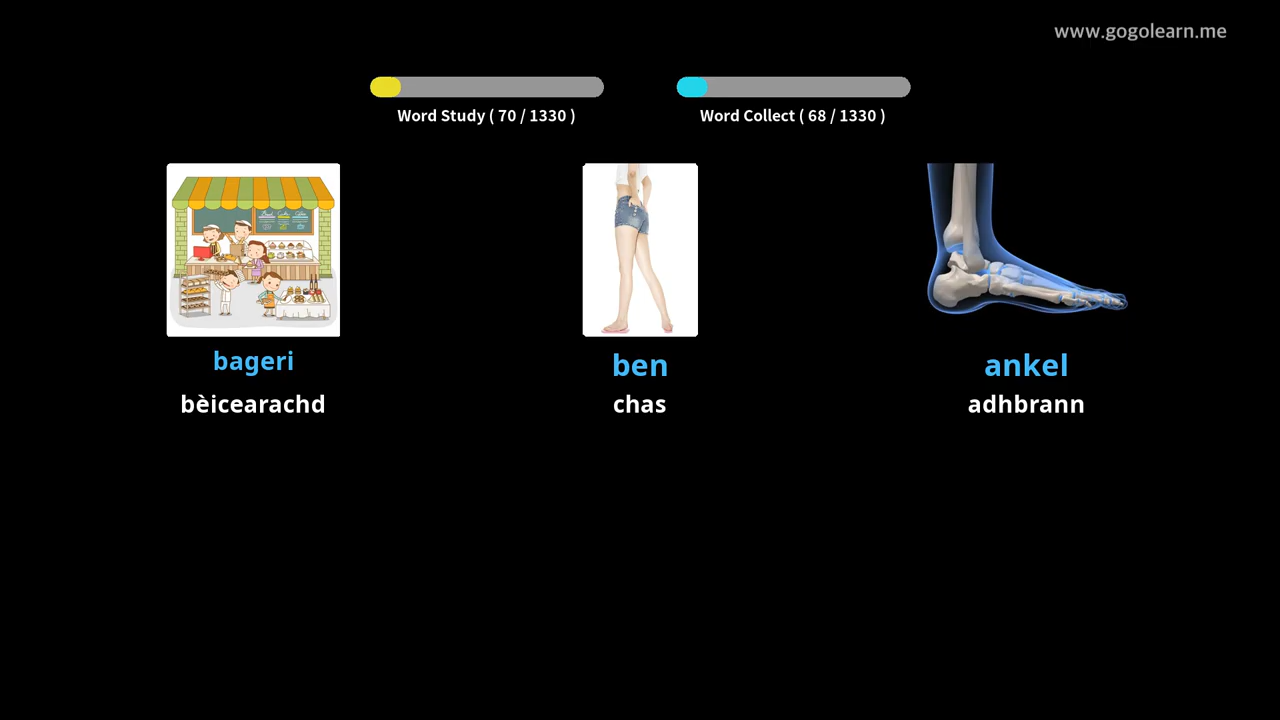 www.gogolearn.me
Word Study ( 70 / 1330 )
Word Collect ( 68 / 1330 )
bageri
ben
ankel
bèicearachd
chas
adhbrann